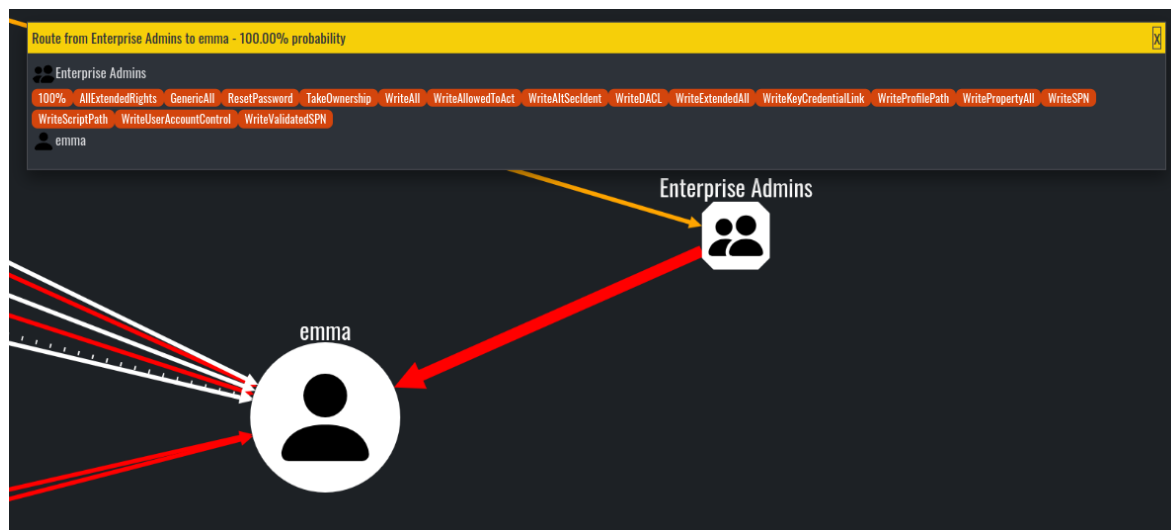 Route from Enterprise Admins to emma - 100.00% probability X
Enterprise Admins
100% AllExtendedRights GenericAll ResetPassword TakeOwnership WriteAll WriteAllowedToAct WriteAltSecIdent WriteDACL WriteExtendedAll WriteKeyCredentialLink WriteProfilePath WritePropertyAll WriteSPN
WriteScriptPath WriteUserAccountControl WriteValidatedSPN
emma
Enterprise Admins
emma